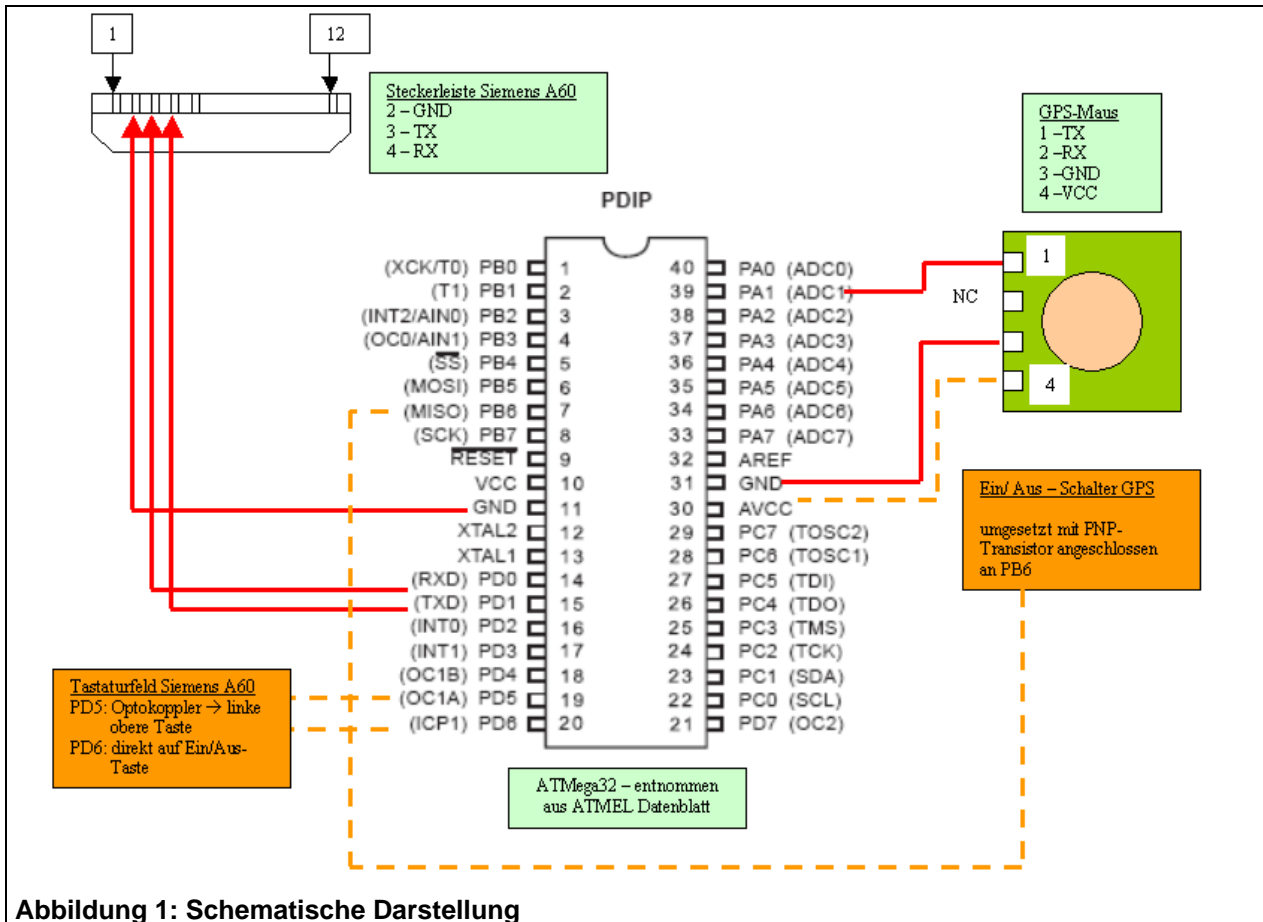 1
12
Steckerleiste Siemens A60
2 – GND
3 – TX
4 – RX
GPS-Maus
1 –TX
2 –RX
3 –GND
4 –VCC
PDIP
(XCK/T0) PB0 1
(T1) PB1 2
(INT2/AIN0) PB2 3
(OC0/AIN1) PB3 4
(SS) PB4 5
(MOSI) PB5 6
(MISO) PB6 7
(SCK) PB7 8
RESET 9
VCC 10
GND 11
XTAL2 12
XTAL1 13
(RXD) PD0 14
(TXD) PD1 15
(INT0) PD2 16
(INT1) PD3 17
(OC1B) PD4 18
(OC1A) PD5 19
(ICP1) PD6 20
40 PA0 (ADC0)
39 PA1 (ADC1)
38 PA2 (ADC2)
37 PA3 (ADC3)
36 PA4 (ADC4)
35 PA5 (ADC5)
34 PA6 (ADC6)
33 PA7 (ADC7)
32 AREF
31 GND
30 AVCC
29 PC7 (TOSC2)
28 PC6 (TOSC1)
27 PC5 (TDI)
26 PC4 (TDO)
25 PC3 (TMS)
24 PC2 (TCK)
23 PC1 (SDA)
22 PC0 (SCL)
21 PD7 (OC2)
1
NC
4
Ein/ Aus – Schalter GPS
umgesetzt mit PNP-
Transistor angeschlossen
an PB6
Tastaturfeld Siemens A60
PD5: Optokoppler → linke
obere Taste
PD6: direkt auf Ein/Aus-
Taste
ATMega32 – entnommen
aus ATMEL Datenblatt
Abbildung 1: Schematische Darstellung